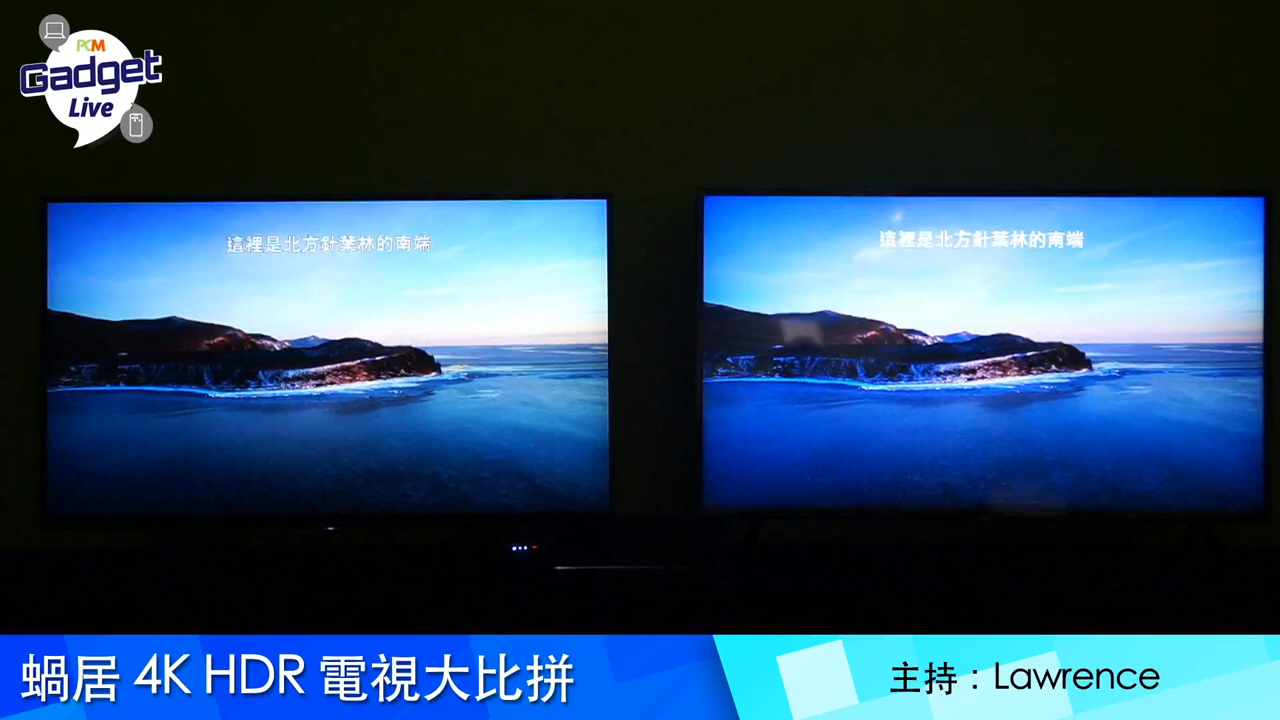 PCM
Gadget
Live
這裡是北方針葉林的南端
這裡是北方針葉林的南端
蝸居 4K HDR 電視大比拼
主持：Lawrence